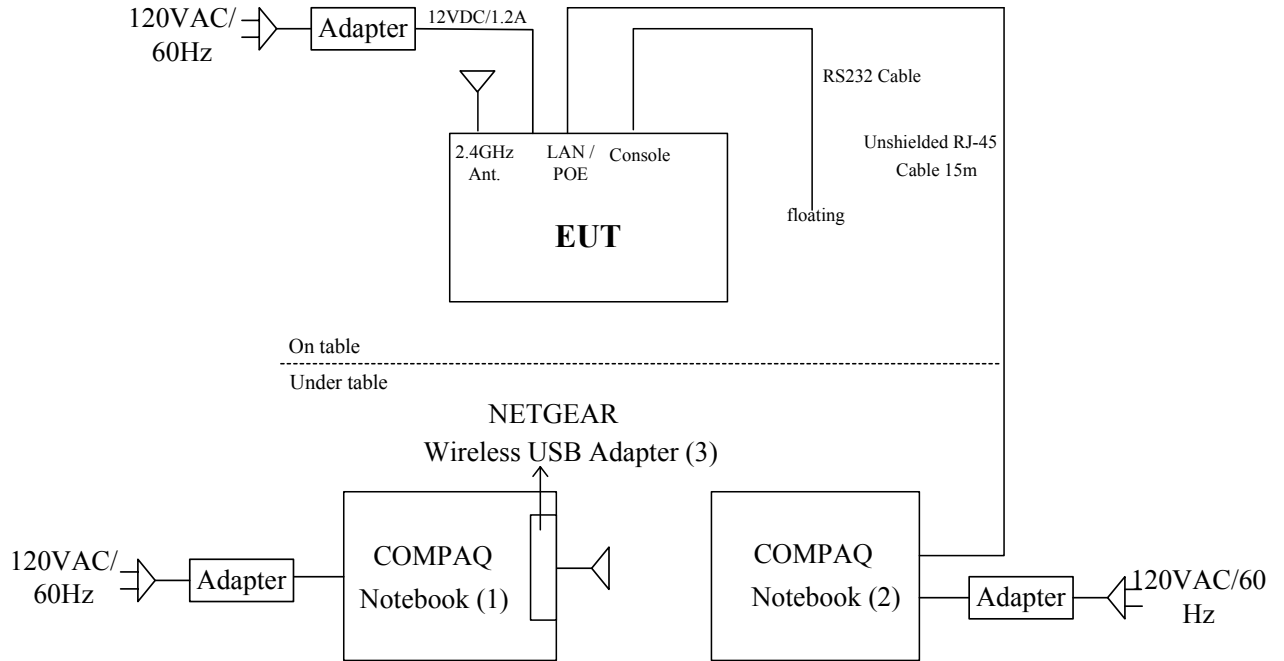 120VAC/
60Hz
Adapter
12VDC/1.2A
RS232 Cable
Unshielded RJ-45
Cable 15m
2.4GHz
Ant.
LAN /
POE
Console
floating
EUT
On table
Under table
NETGEAR
Wireless USB Adapter (3)
120VAC/
60Hz
Adapter
COMPAQ
Notebook (1)
COMPAQ
Notebook (2)
Adapter
120VAC/60
Hz